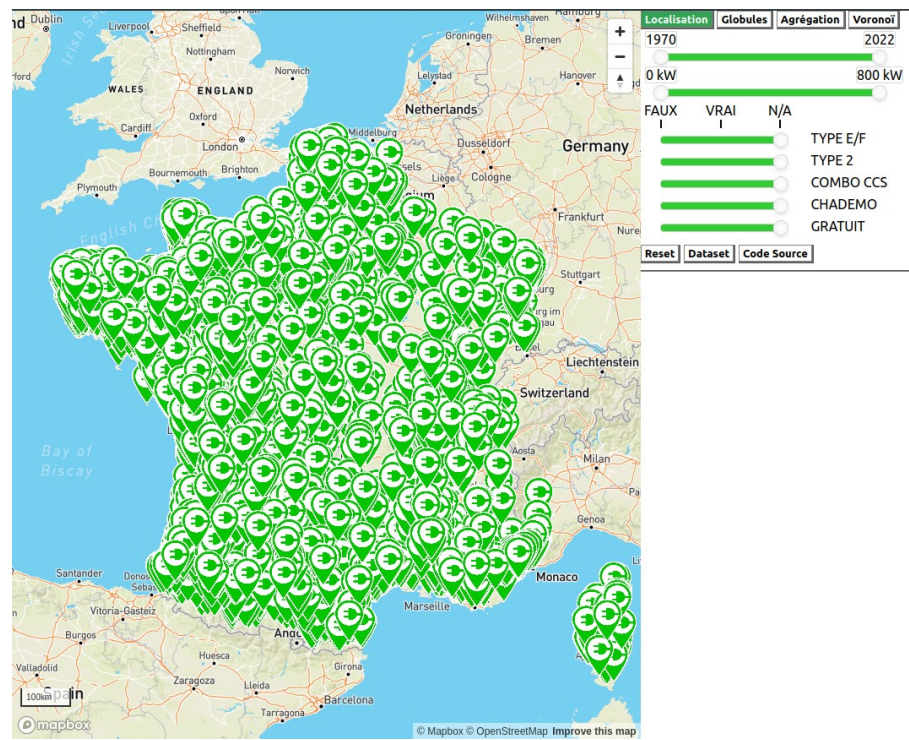 Dublin
Liverpool
Sheffield
Nottingham
Norwich
WALES
ENGLAND
Cardiff
Oxford
London
Bournemouth
Brighton
Plymouth
English Ch
Wilhelmshaven
Hamburg
Groningen
Bremen
Lelystad
Hanover
Netherlands
Middelburg
Dusseldorf
Germany
Liège
Cologne
Frankfurt
Stuttgart
Liechtenstein
Switzerland
Aosta
Milan
Genoa
Monaco
Marseille
Bay of
Biscay
Santander
Vitoria-Gasteiz
Burgos
Huesca
Valladolid
Zaragoza
Lleida
Girona
Barcelona
Tarragona
100km
mapbox
© Mapbox © OpenStreetMap Improve this map
+
−
Localisation Globules Agrégation Voronoï
1970 2022
0 kW 800 kW
FAUX VRAI N/A
TYPE E/F
TYPE 2
COMBO CCS
CHADEMO
GRATUIT
Reset Dataset Code Source